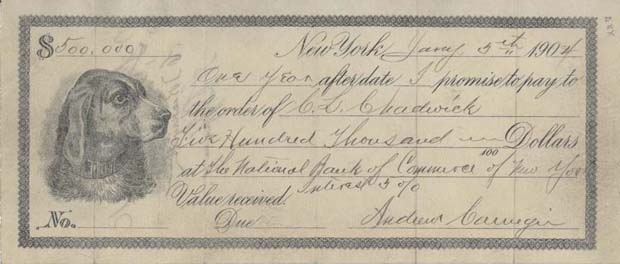 $ 500,000 New York Jany 5th 1904
One year after date I promise to pay to
the order of C. L. Chadwick
Five Hundred Thousand 100 Dollars
at The National Bank of Commerce of New York
Interest 5 %
Value received.
No. Due Andrew Carnegie